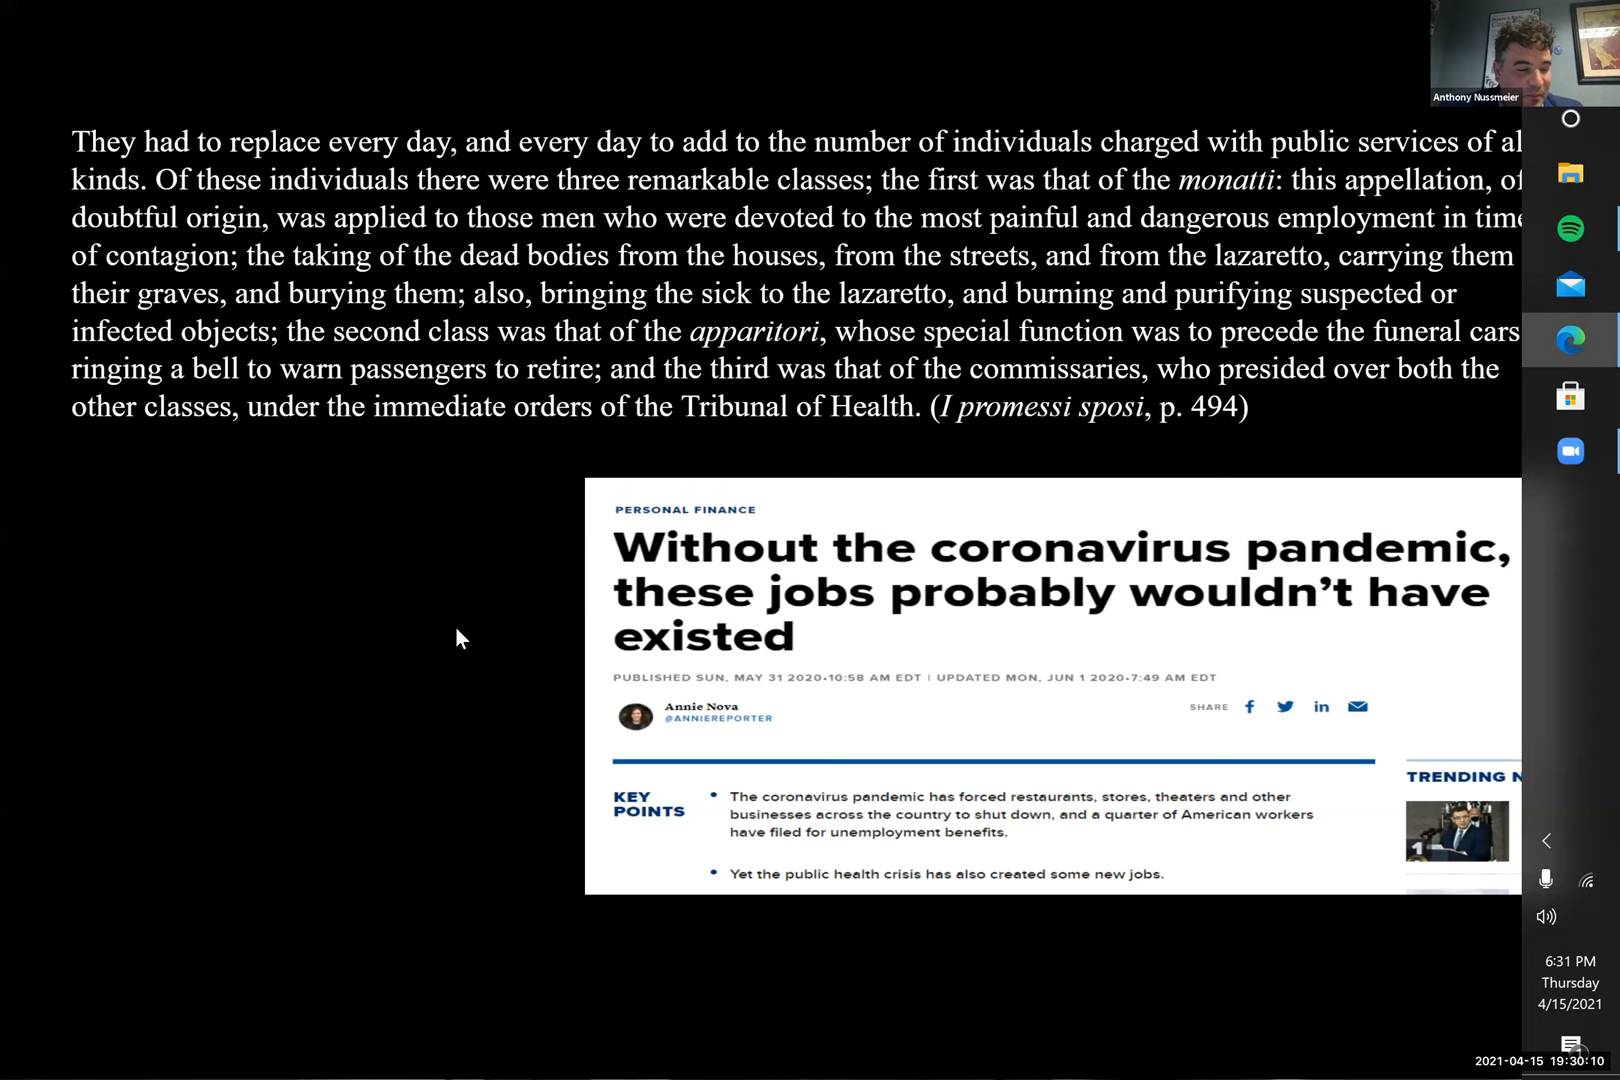 Anthony Nussmeier
They had to replace every day, and every day to add to the number of individuals charged with public services of al
kinds. Of these individuals there were three remarkable classes; the first was that of the monatti: this appellation, of
doubtful origin, was applied to those men who were devoted to the most painful and dangerous employment in time
of contagion; the taking of the dead bodies from the houses, from the streets, and from the lazaretto, carrying them
their graves, and burying them; also, bringing the sick to the lazaretto, and burning and purifying suspected or
infected objects; the second class was that of the apparitori, whose special function was to precede the funeral cars
ringing a bell to warn passengers to retire; and the third was that of the commissaries, who presided over both the
other classes, under the immediate orders of the Tribunal of Health. (I promessi sposi, p. 494)
PERSONAL FINANCE
Without the coronavirus pandemic,
these jobs probably wouldn't have
existed
PUBLISHED SUN, MAY 31 2020•10:58 AM EDT | UPDATED MON, JUN 1 2020•7:49 AM EDT
Annie Nova
@ANNIEREPORTER
SHARE
KEY
POINTS
• The coronavirus pandemic has forced restaurants, stores, theaters and other
businesses across the country to shut down, and a quarter of American workers
have filed for unemployment benefits.
• Yet the public health crisis has also created some new jobs.
TRENDING N
1
6:31 PM
Thursday
4/15/2021
2021-04-15 19:30:10